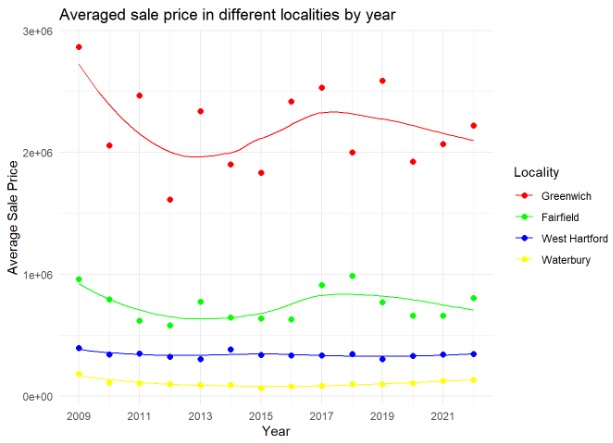 Averaged sale price in different localities by year
3e+06
2e+06
1e+06
0e+00
Average Sale Price
2009 2011 2013 2015 2017 2019 2021
Year
Locality
Greenwich
Fairfield
West Hartford
Waterbury